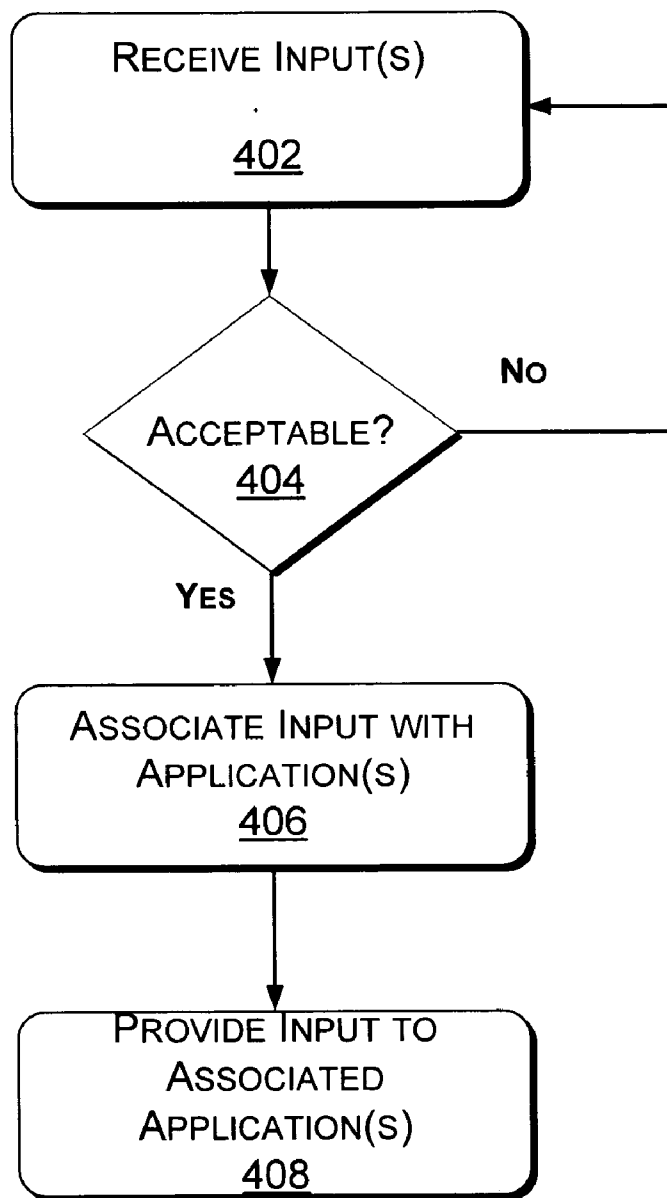 RECEIVE INPUT(S)
402
ACCEPTABLE?
404
NO
YES
ASSOCIATE INPUT WITH
APPLICATION(S)
406
PROVIDE INPUT TO
ASSOCIATED
APPLICATION(S)
408